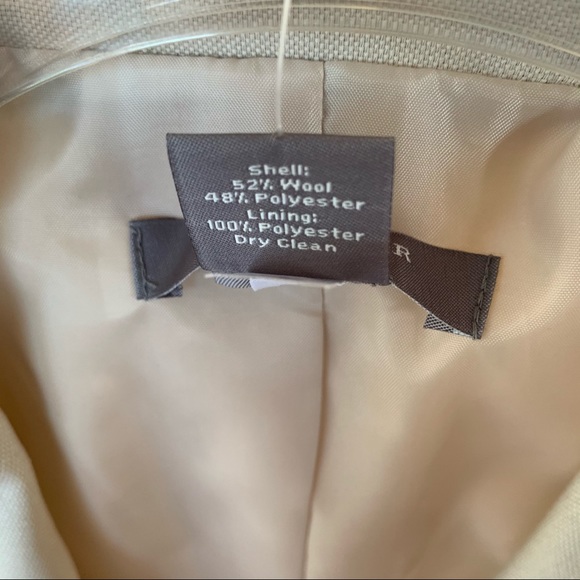 Shell:
52% Wool
48% Polyester
Lining:
100% Polyester
Dry Clean
R